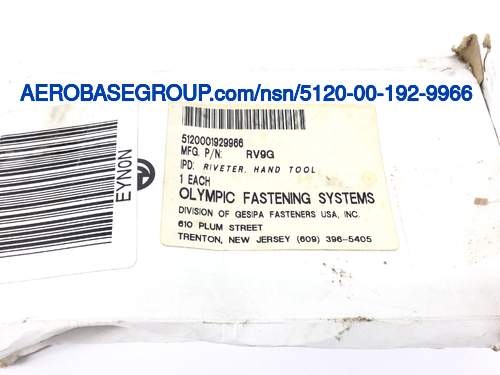 AEROBASEGROUP.com/nsn/5120-00-192-9966
5120001929966
MFG. P/N: RV9G
IPD: RIVETER, HAND TOOL
1 EACH
OLYMPIC FASTENING SYSTEMS
DIVISION OF GESIPA FASTENERS USA, INC.
610 PLUM STREET
TRENTON, NEW JERSEY (609) 396-5405
EYNON